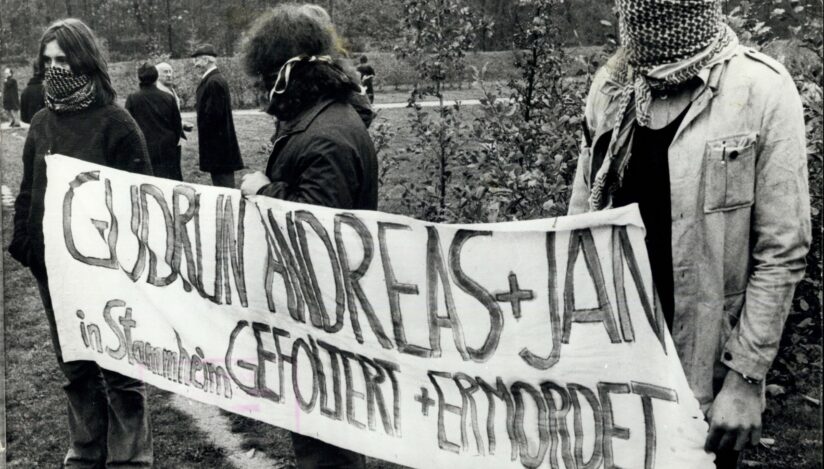 GUDRUN ANDREAS + JAN
in Stammheim GEFOLTERT + ERMORDET